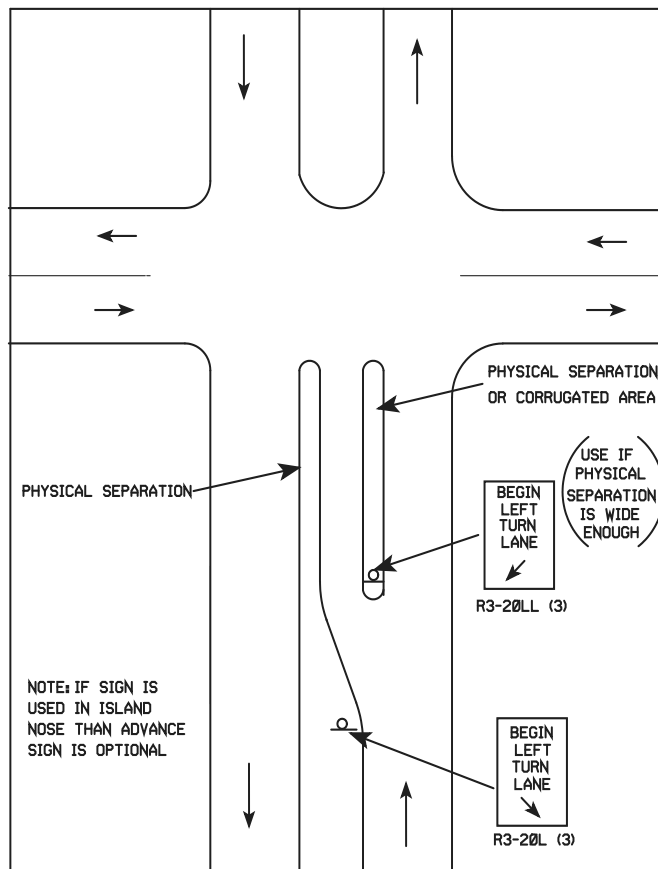 PHYSICAL SEPARATION
OR CORRUGATED AREA
USE IF
PHYSICAL
SEPARATION
IS WIDE
ENOUGH
PHYSICAL SEPARATION
BEGIN
LEFT
TURN
LANE
R3-20LL (3)
NOTE: IF SIGN IS
USED IN ISLAND
NOSE THAN ADVANCE
SIGN IS OPTIONAL
BEGIN
LEFT
TURN
LANE
R3-20L (3)